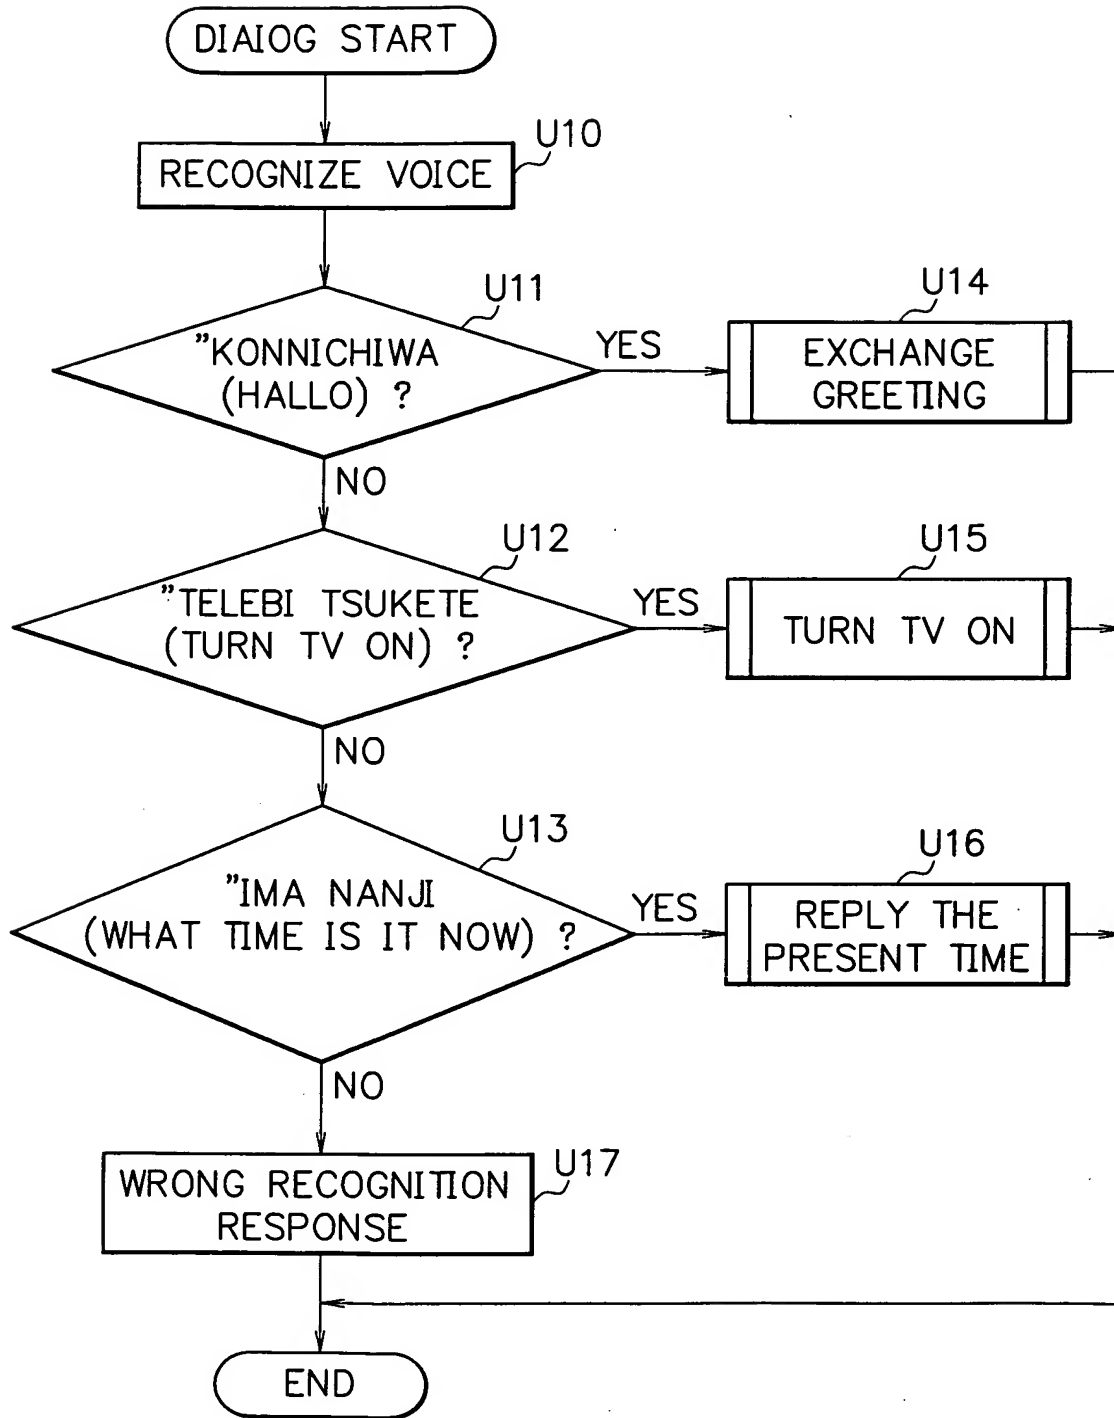 DIAIOG START
U10
RECOGNIZE VOICE
U11
"KONNICHIWA
(HALLO) ?
YES
U14
EXCHANGE
GREETING
NO
U12
"TELEBI TSUKETE
(TURN TV ON) ?
YES
U15
TURN TV ON
NO
U13
"IMA NANJI
(WHAT TIME IS IT NOW) ?
YES
U16
REPLY THE
PRESENT TIME
NO
U17
WRONG RECOGNITION
RESPONSE
END